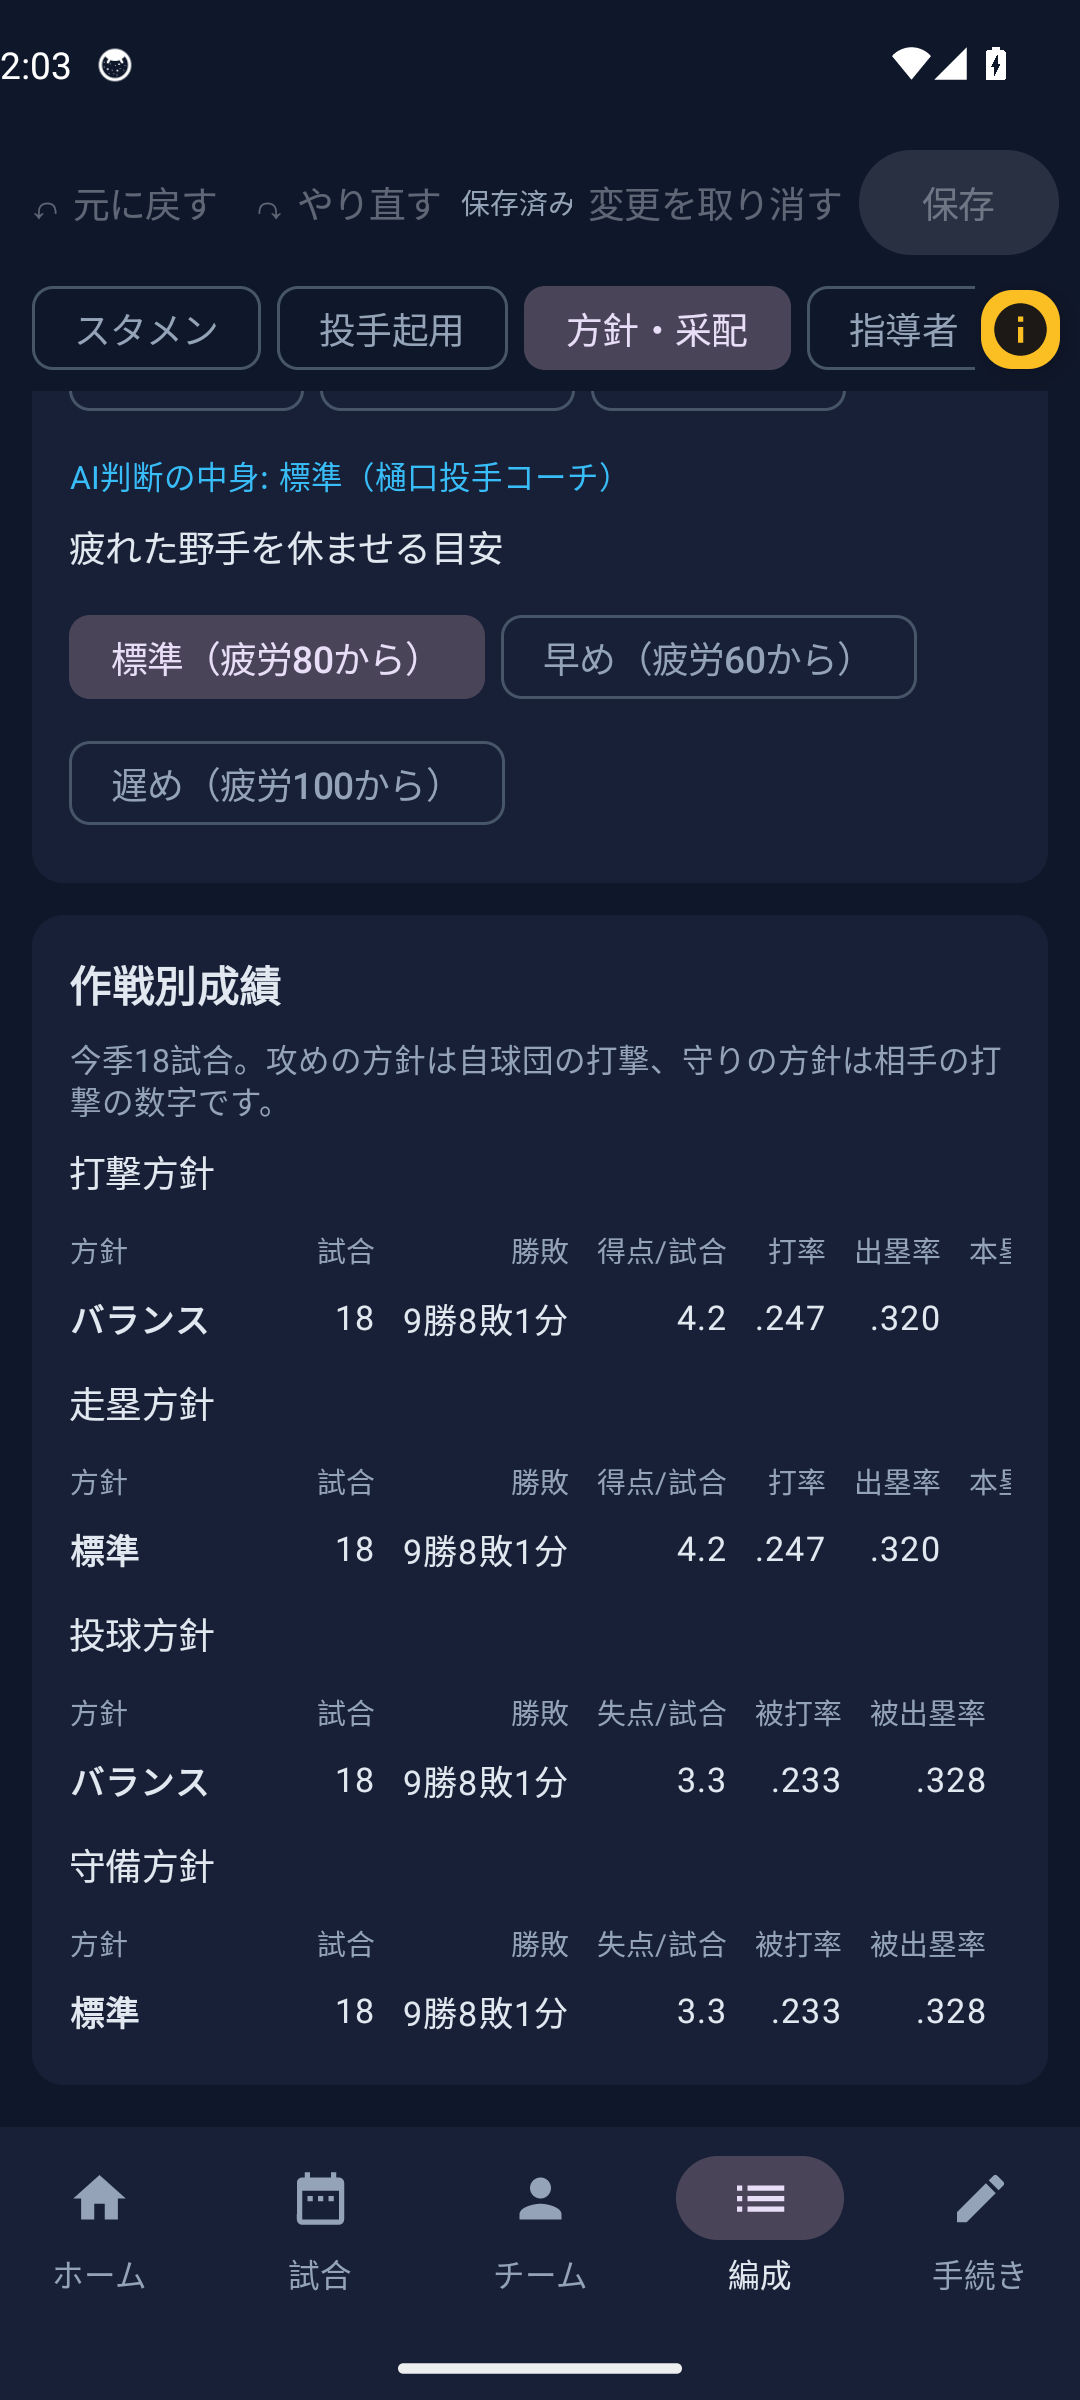 2:03
元に戻す やり直す 保存済み 変更を取り消す 保存
スタメン 投手起用 方針・采配 指導者
AI判断の中身: 標準（樋口投手コーチ）
疲れた野手を休ませる目安
標準（疲労80から） 早め（疲労60から）
遅め（疲労100から）
作戦別成績
今季18試合。攻めの方針は自球団の打撃、守りの方針は相手の打
撃の数字です。
打撃方針
方針 試合 勝敗 得点/試合 打率 出塁率 本
バランス 18 9勝8敗1分 4.2 .247 .320
走塁方針
方針 試合 勝敗 得点/試合 打率 出塁率 本
標準 18 9勝8敗1分 4.2 .247 .320
投球方針
方針 試合 勝敗 失点/試合 被打率 被出塁率
バランス 18 9勝8敗1分 3.3 .233 .328
守備方針
方針 試合 勝敗 失点/試合 被打率 被出塁率
標準 18 9勝8敗1分 3.3 .233 .328
ホーム 試合 チーム 編成 手続き